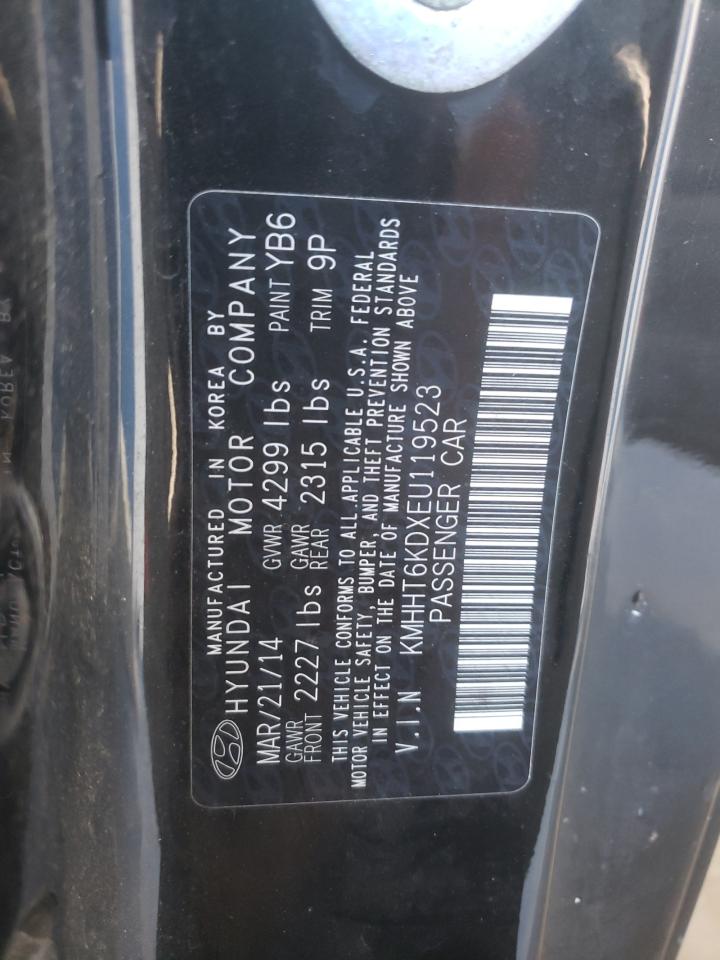 MANUFACTURED IN KOREA BY
HYUNDAI MOTOR COMPANY
MAR/21/14 GVWR 4299 lbs PAINT YB6
GAWR FRONT 2227 lbs GAWR REAR 2315 lbs TRIM 9P
THIS VEHICLE CONFORMS TO ALL APPLICABLE U.S.A. FEDERAL
MOTOR VEHICLE SAFETY, BUMPER, AND THEFT PREVENTION STANDARDS
IN EFFECT ON THE DATE OF MANUFACTURE SHOWN ABOVE
V.I.N KMHHT6KDXEU119523
PASSENGER CAR